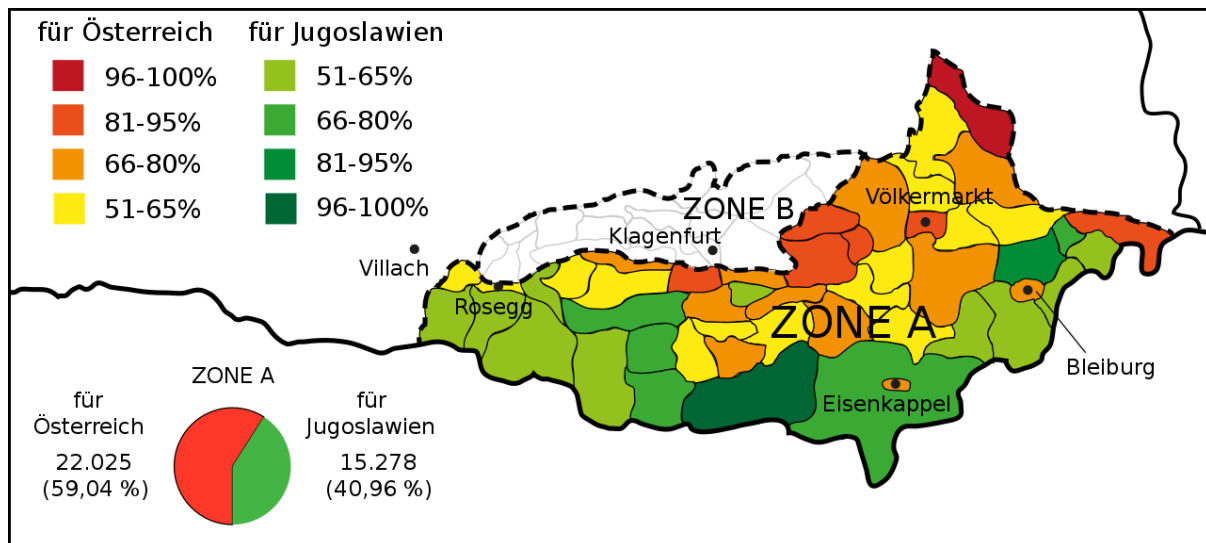 für Österreich
96-100%
81-95%
66-80%
51-65%
für Jugoslawien
51-65%
66-80%
81-95%
96-100%
ZONE B
Völkermarkt
Klagenfurt
Villach
Rosegg
ZONE A
Bleiburg
Eisenkappel
ZONE A
für
Österreich
22.025
(59,04 %)
für
Jugoslawien
15.278
(40,96 %)